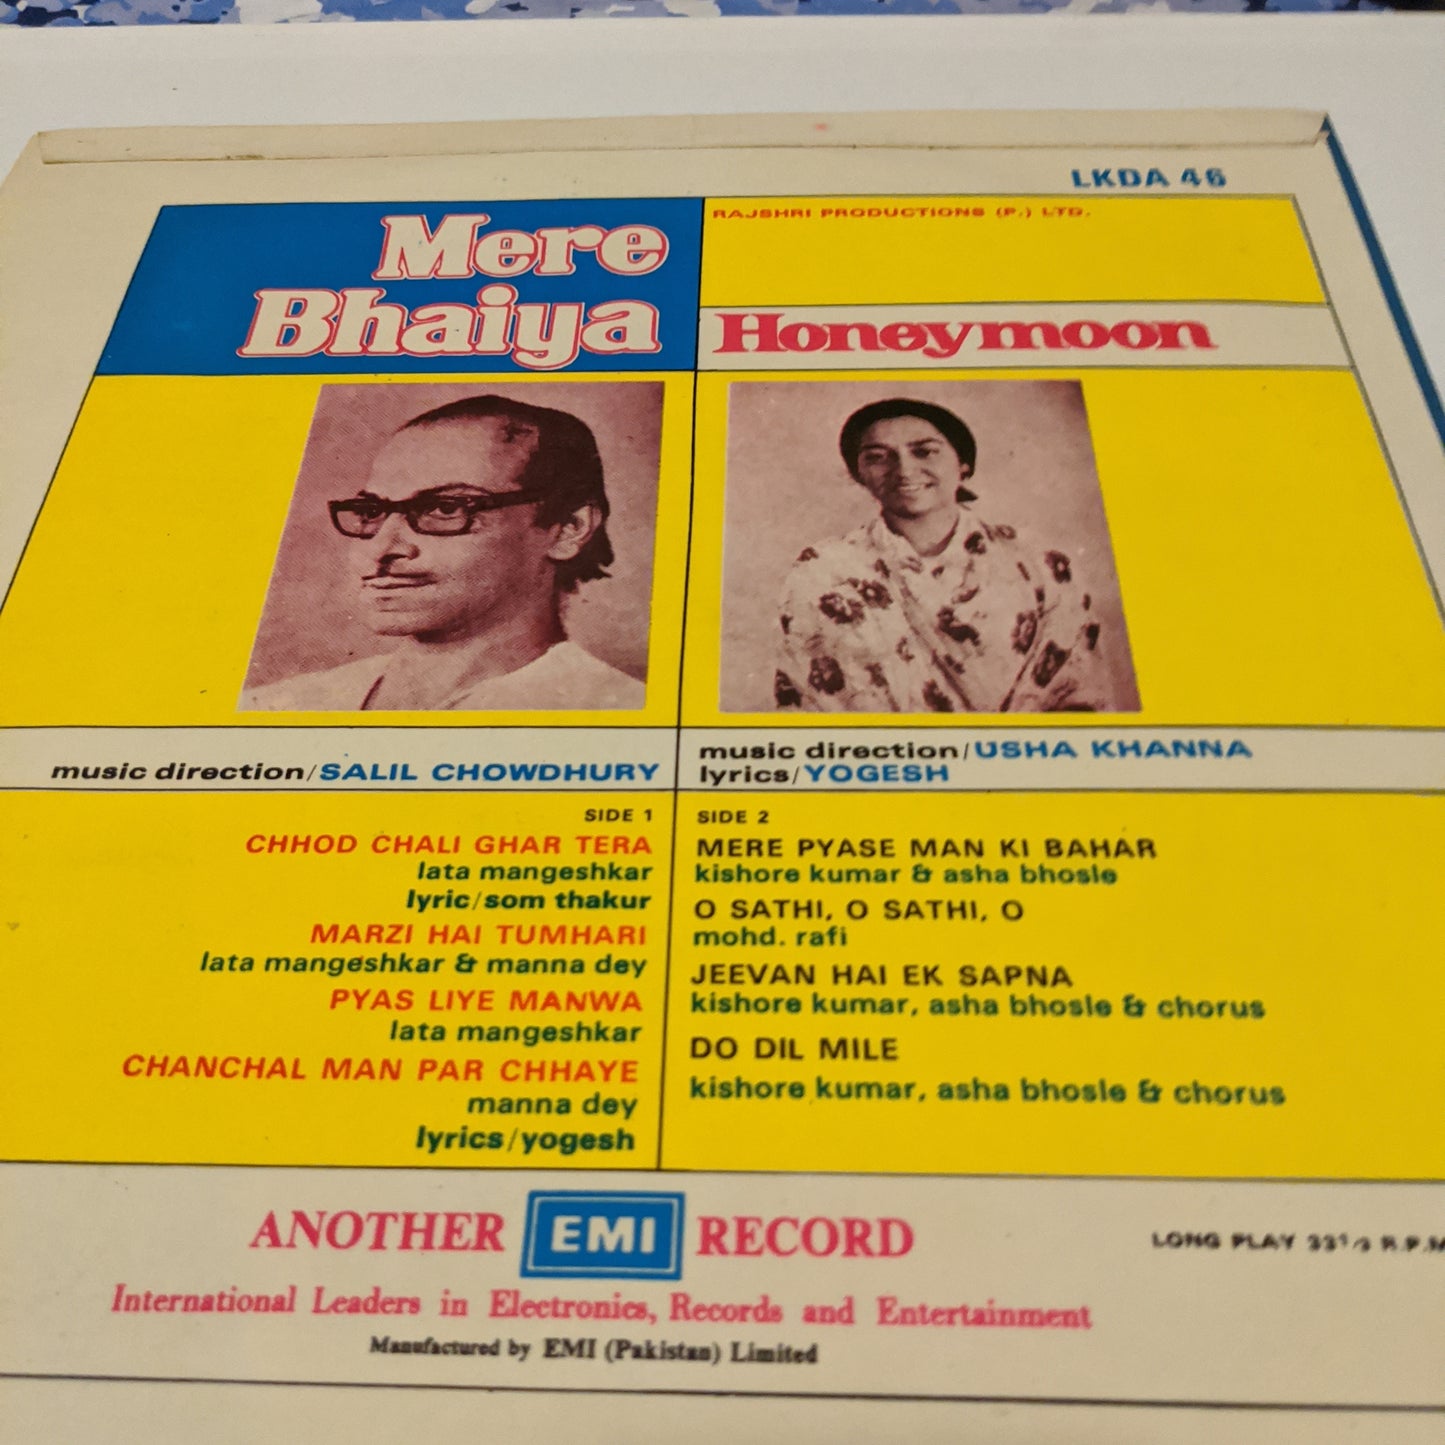 LKDA 46
Mere
Bhaiya
RAJSHRI PRODUCTIONS (P.) LTD.
Honeymoon
music direction/SALIL CHOWDHURY
music direction/USHA KHANNA
lyrics/YOGESH
SIDE 1
CHHOD CHALI GHAR TERA
lata mangeshkar
lyric/som thakur
MARZI HAI TUMHARI
lata mangeshkar & manna dey
PYAS LIYE MANWA
lata mangeshkar
CHANCHAL MAN PAR CHHAYE
manna dey
lyrics/yogesh
SIDE 2
MERE PYASE MAN KI BAHAR
kishore kumar & asha bhosle
O SATHI, O SATHI, O
mohd. rafi
JEEVAN HAI EK SAPNA
kishore kumar, asha bhosle & chorus
DO DIL MILE
kishore kumar, asha bhosle & chorus
ANOTHER EMI RECORD
LONG PLAY 33⅓ R.P.M
International Leaders in Electronics, Records and Entertainment
Manufactured by EMI (Pakistan) Limited